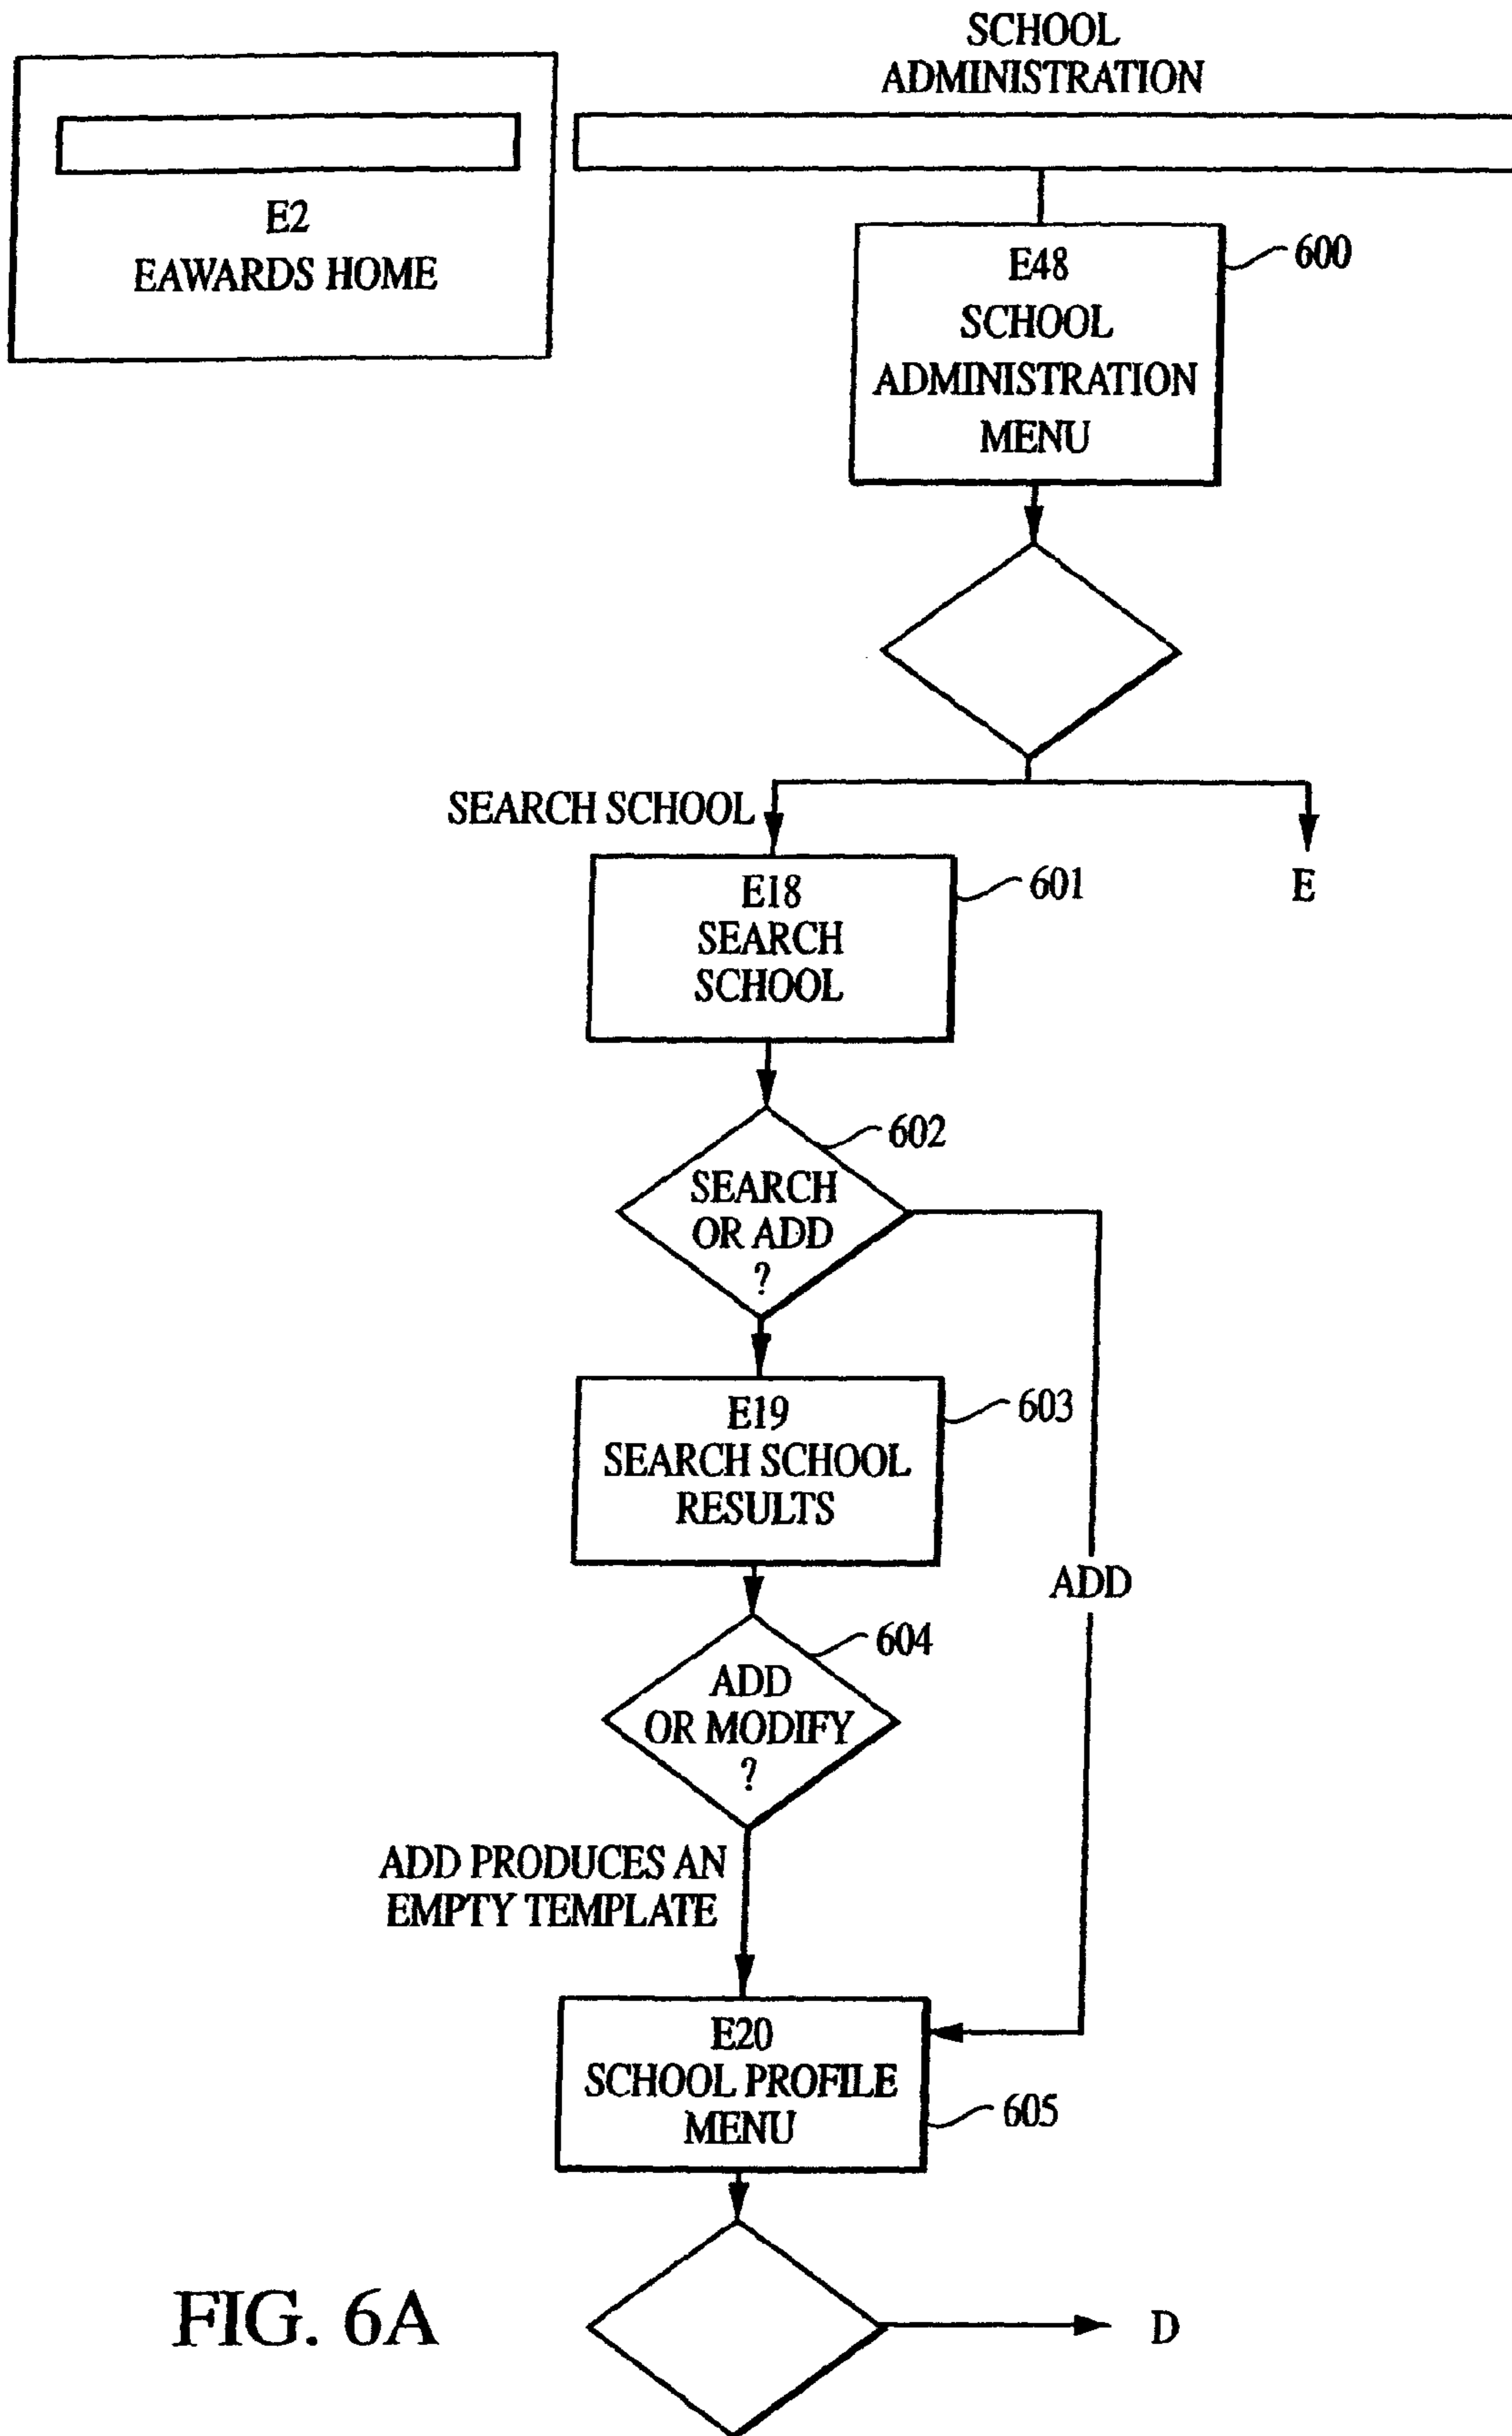 SCHOOL
ADMINISTRATION
E2
EAWARDS HOME
E48
SCHOOL
ADMINISTRATION
MENU
600
SEARCH SCHOOL
E18
SEARCH
SCHOOL
601
E
602
SEARCH
OR ADD
?
E19
SEARCH SCHOOL
RESULTS
603
ADD
604
ADD
OR MODIFY
?
ADD PRODUCES AN
EMPTY TEMPLATE
E20
SCHOOL PROFILE
MENU
605
D
FIG. 6A